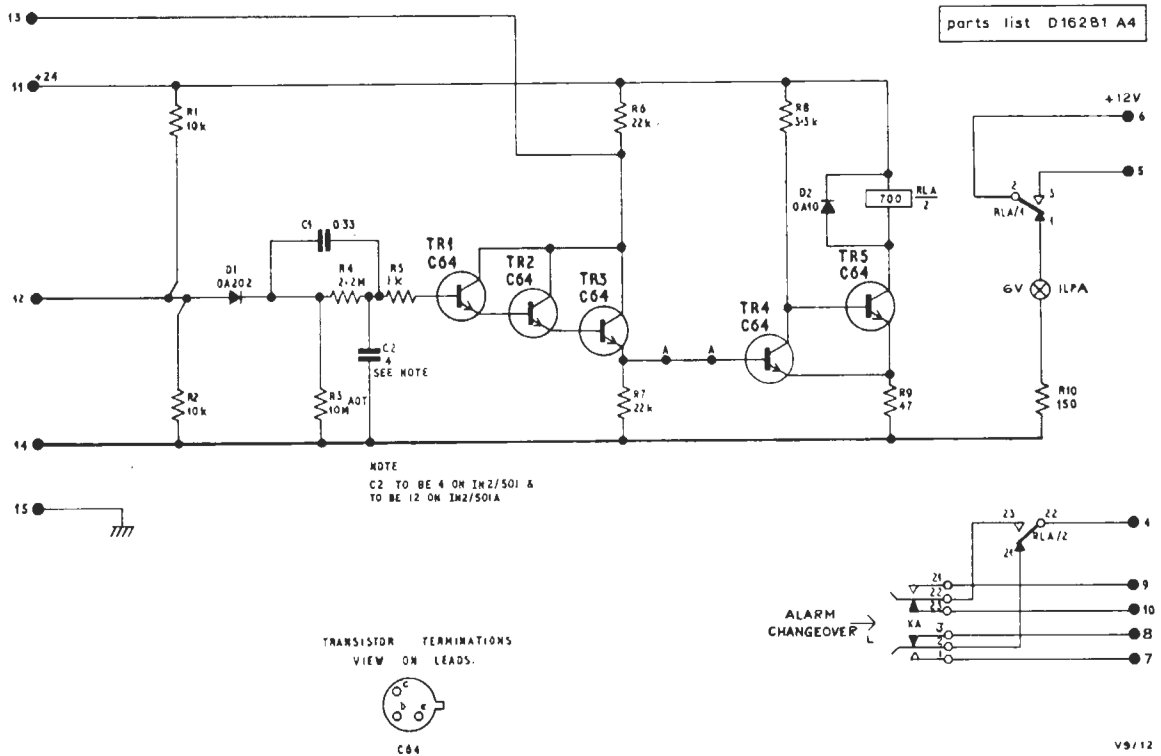 13
parts list D16281 A4
11
+24
R1
10k
R6
22k
R8
3·3k
+12V
6
5
D2
OA10
700
RLA
2
2
3
RLA/1
1
C1
0·33
TR1
C64
TR2
C64
TR3
C64
TR5
C64
R4
2·2M
R5
1k
D1
OA202
12
6V
ILPA
TR4
C64
A
A
C2
4
SEE NOTE
R2
10k
R3
10M
AOT
R7
22k
R9
47
R10
150
14
NOTE
C2 TO BE 4 ON IN2/501 &
TO BE 12 ON IN2/501A
15
23
22
4
RLA/2
21
21
9
22
23
10
ALARM
CHANGEOVER
L
KA
3
8
2
1
7
TRANSISTOR TERMINATIONS
VIEW ON LEADS.
c
b
e
C64
V9/12